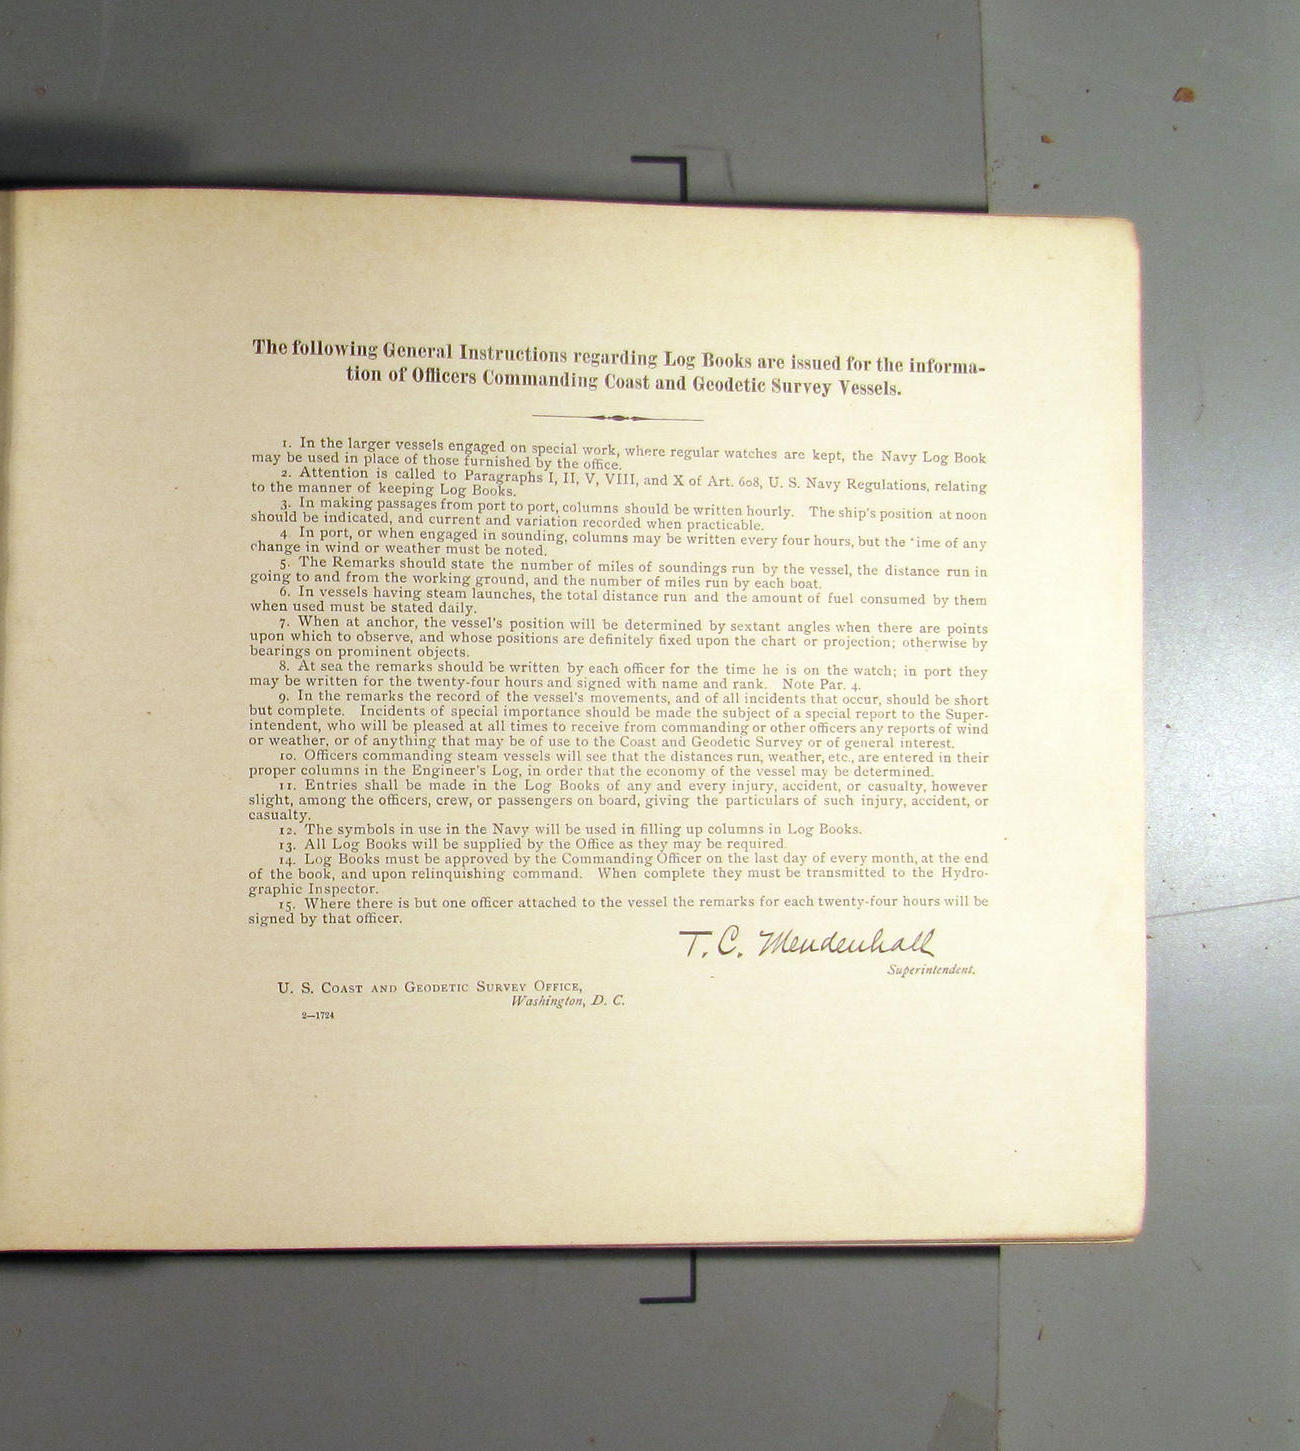 The following General Instructions regarding Log Books are issued for the informa-
tion of Officers Commanding Coast and Geodetic Survey Vessels.
1. In the larger vessels engaged on special work, where regular watches are kept, the Navy Log Book
may be used in place of those furnished by the office.
2. Attention is called to Paragraphs I, II, V, VIII, and X of Art. 608, U. S. Navy Regulations, relating
to the manner of keeping Log Books.
3. In making passages from port to port, columns should be written hourly. The ship's position at noon
should be indicated, and current and variation recorded when practicable.
4. In port, or when engaged in sounding, columns may be written every four hours, but the time of any
change in wind or weather must be noted.
5. The Remarks should state the number of miles of soundings run by the vessel, the distance run in
going to and from the working ground, and the number of miles run by each boat.
6. In vessels having steam launches, the total distance run and the amount of fuel consumed by them
when used must be stated daily.
7. When at anchor, the vessel's position will be determined by sextant angles when there are points
upon which to observe, and whose positions are definitely fixed upon the chart or projection; otherwise by
bearings on prominent objects.
8. At sea the remarks should be written by each officer for the time he is on the watch; in port they
may be written for the twenty-four hours and signed with name and rank. Note Par. 4.
9. In the remarks the record of the vessel's movements, and of all incidents that occur, should be short
but complete. Incidents of special importance should be made the subject of a special report to the Super-
intendent, who will be pleased at all times to receive from commanding or other officers any reports of wind
or weather, or of anything that may be of use to the Coast and Geodetic Survey or of general interest.
10. Officers commanding steam vessels will see that the distances run, weather, etc., are entered in their
proper columns in the Engineer's Log, in order that the economy of the vessel may be determined.
11. Entries shall be made in the Log Books of any and every injury, accident, or casualty, however
slight, among the officers, crew, or passengers on board, giving the particulars of such injury, accident, or
casualty.
12. The symbols in use in the Navy will be used in filling up columns in Log Books.
13. All Log Books will be supplied by the Office as they may be required.
14. Log Books must be approved by the Commanding Officer on the last day of every month, at the end
of the book, and upon relinquishing command. When complete they must be transmitted to the Hydro-
graphic Inspector.
15. Where there is but one officer attached to the vessel the remarks for each twenty-four hours will be
signed by that officer.
T. C. Mendenhall
Superintendent.
U. S. COAST AND GEODETIC SURVEY OFFICE,
Washington, D. C.
2—1724